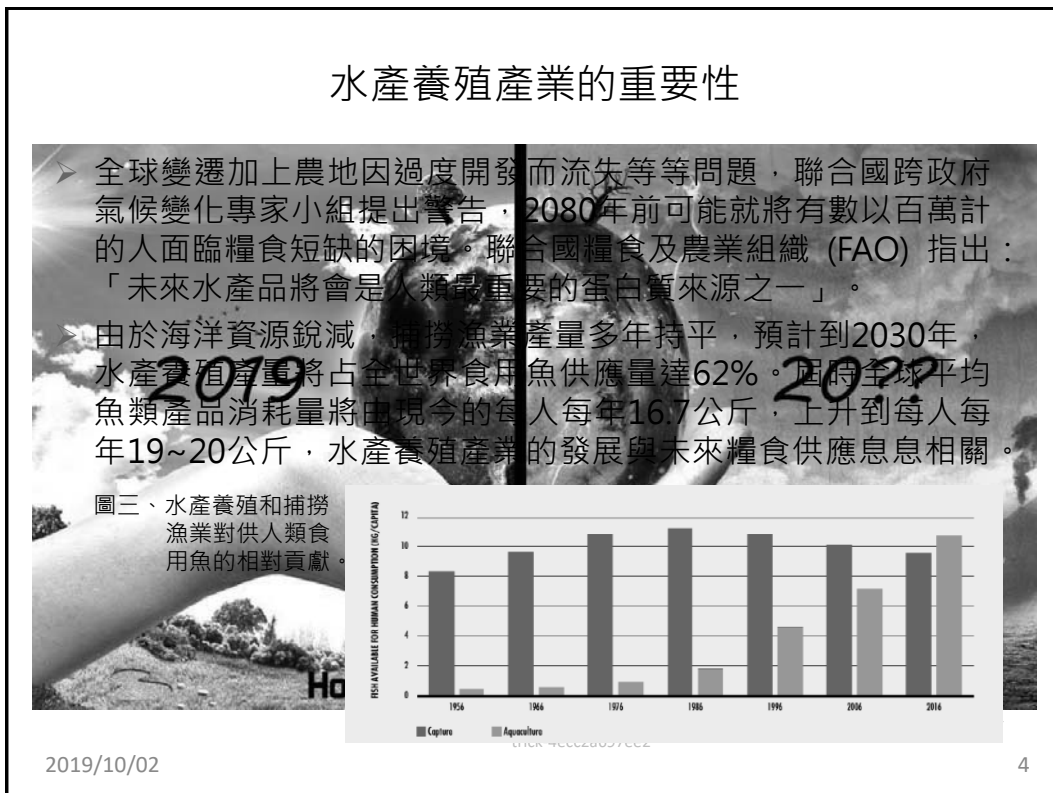 水產養殖產業的重要性
全球變遷加上農地因過度開發而流失等等問題，聯合國跨政府
氣候變化專家小組提出警告，2080年前可能就將有數以百萬計
的人面臨糧食短缺的困境。聯合國糧食及農業組織 (FAO) 指出：
「未來水產品將會是人類最重要的蛋白質來源之一」。
由於海洋資源銳減，捕撈漁業產量多年持平，預計到2030年，
水產養殖產量將占全世界食用魚供應量達62%。屆時全球平均
魚類產品消耗量將由現今的每人每年16.7公斤，上升到每人每
年19~20公斤，水產養殖產業的發展與未來糧食供應息息相關。
2019
20??
圖三、水產養殖和捕撈
漁業對供人類食
用魚的相對貢獻。
FISH AVAILABLE FOR HUMAN CONSUMPTION (KG/CAPITA)
12
10
8
6
4
2
0
1956 1966 1976 1986 1996 2006 2016
Capture Aquaculture
Ho
2019/10/02
4